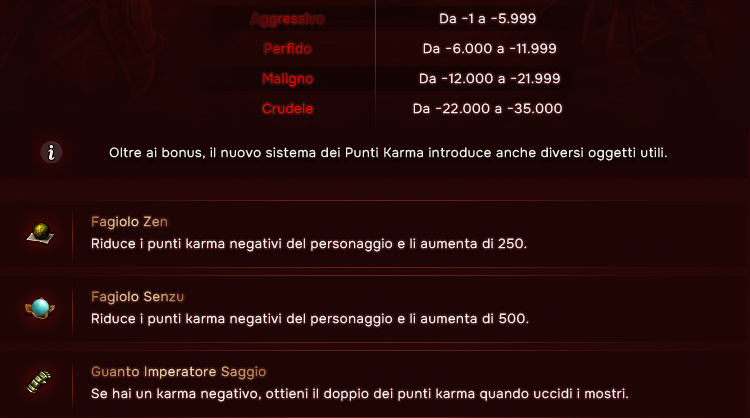 Aggressivo Da -1 a -5.999
Perfido Da -6.000 a -11.999
Maligno Da -12.000 a -21.999
Crudele Da -22.000 a -35.000
Oltre ai bonus, il nuovo sistema dei Punti Karma introduce anche diversi oggetti utili.
Fagiolo Zen
Riduce i punti karma negativi del personaggio e li aumenta di 250.
Fagiolo Senzu
Riduce i punti karma negativi del personaggio e li aumenta di 500.
Guanto Imperatore Saggio
Se hai un karma negativo, ottieni il doppio dei punti karma quando uccidi i mostri.